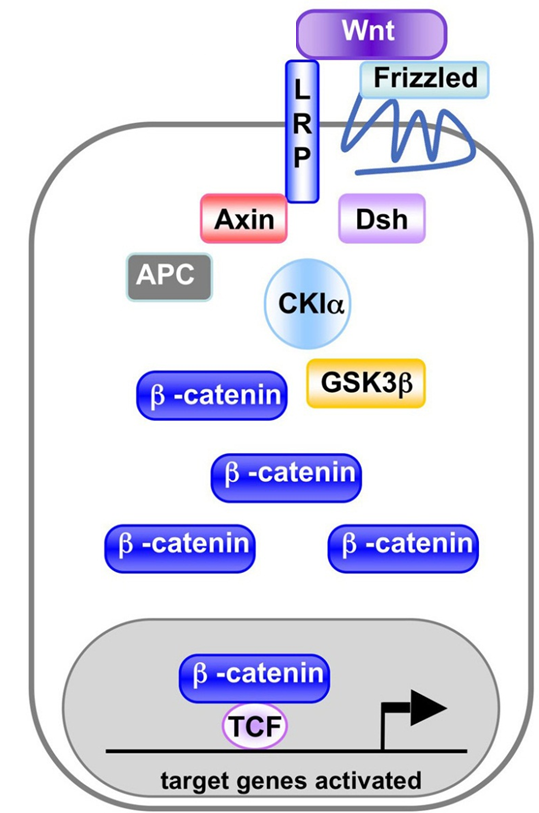 Wnt
Frizzled
L
R
P
Axin
Dsh
APC
CKIα
GSK3β
β -catenin
β -catenin
β -catenin
β -catenin
β -catenin
TCF
target genes activated